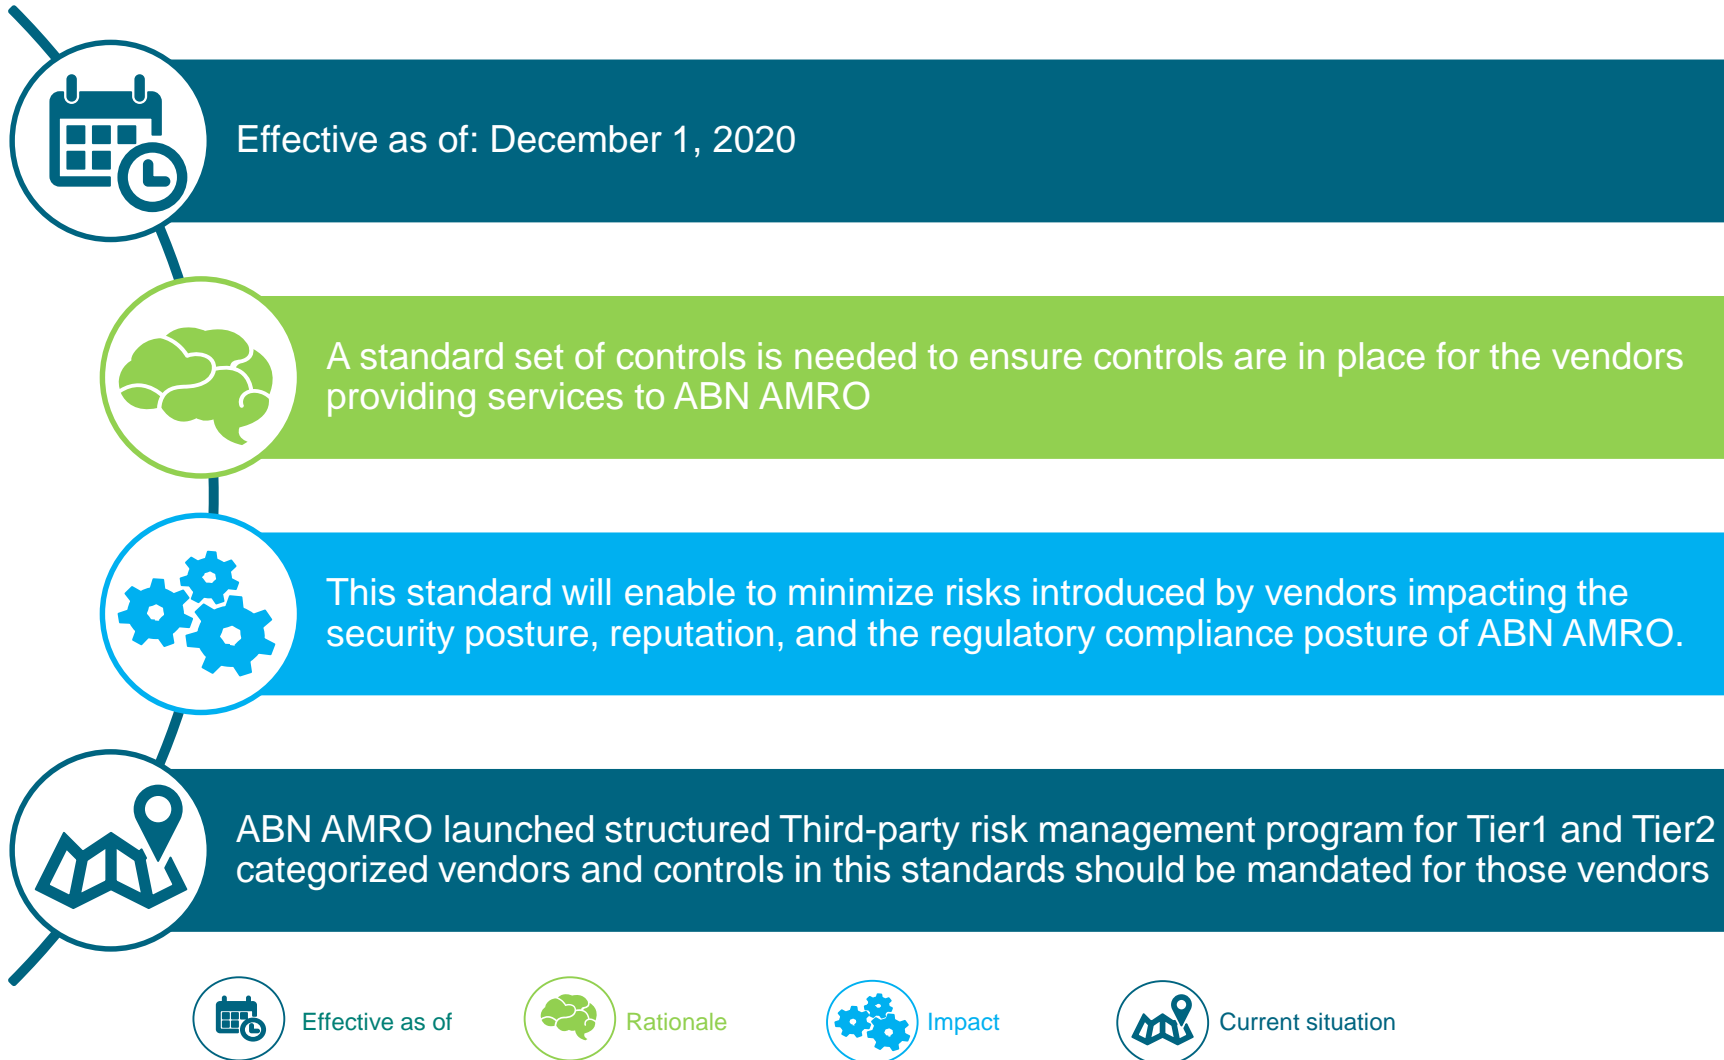 Effective as of: December 1, 2020
A standard set of controls is needed to ensure controls are in place for the vendors
providing services to ABN AMRO
This standard will enable to minimize risks introduced by vendors impacting the
security posture, reputation, and the regulatory compliance posture of ABN AMRO.
ABN AMRO launched structured Third-party risk management program for Tier1 and Tier2
categorized vendors and controls in this standards should be mandated for those vendors
Effective as of
Rationale
Impact
Current situation